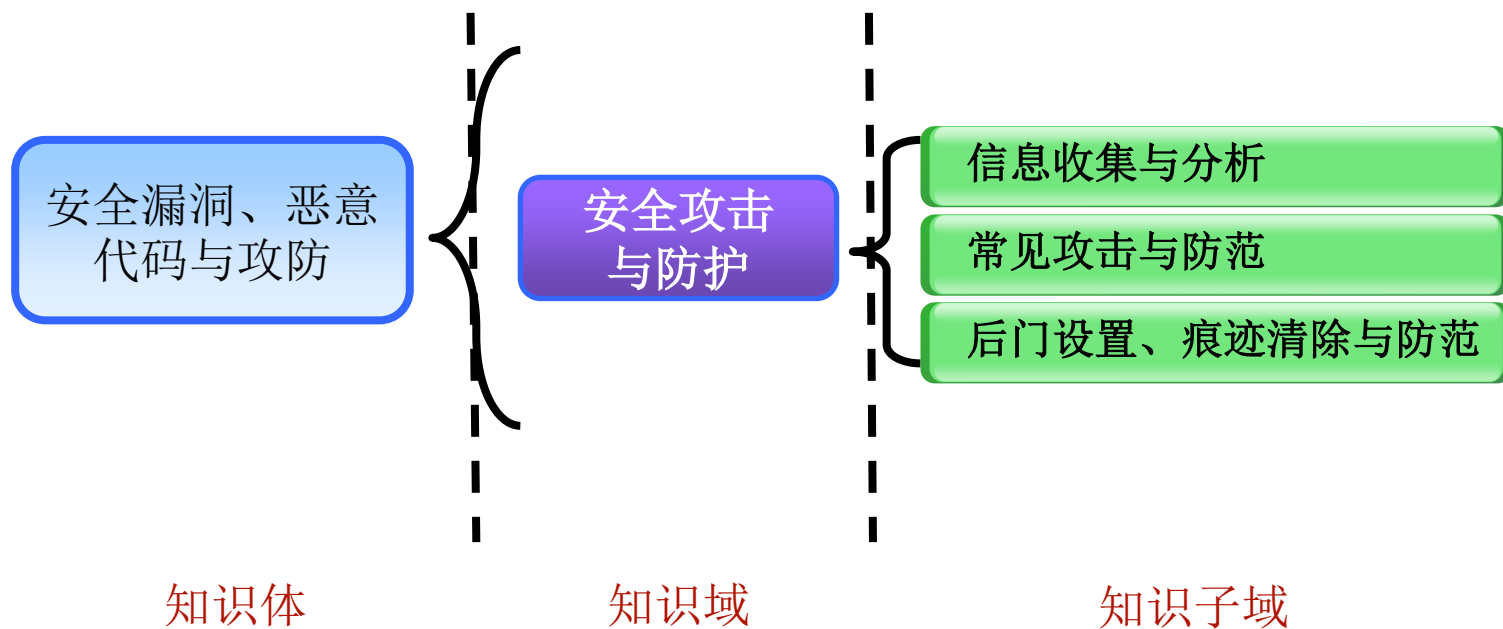 安全漏洞、恶意
代码与攻防
安全攻击
与防护
信息收集与分析
常见攻击与防范
后门设置、痕迹清除与防范
知识体
知识域
知识子域